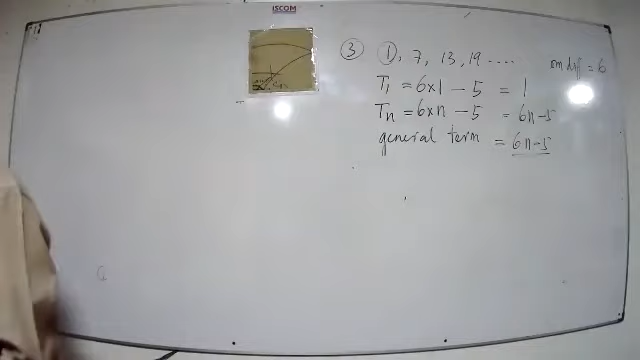 ISCOM
③ ①, 7, 13, 19 ....
diff = 6
T1 = 6x1 - 5 = 1
Tn = 6xn - 5 = 6n-5
general term = 6n-5